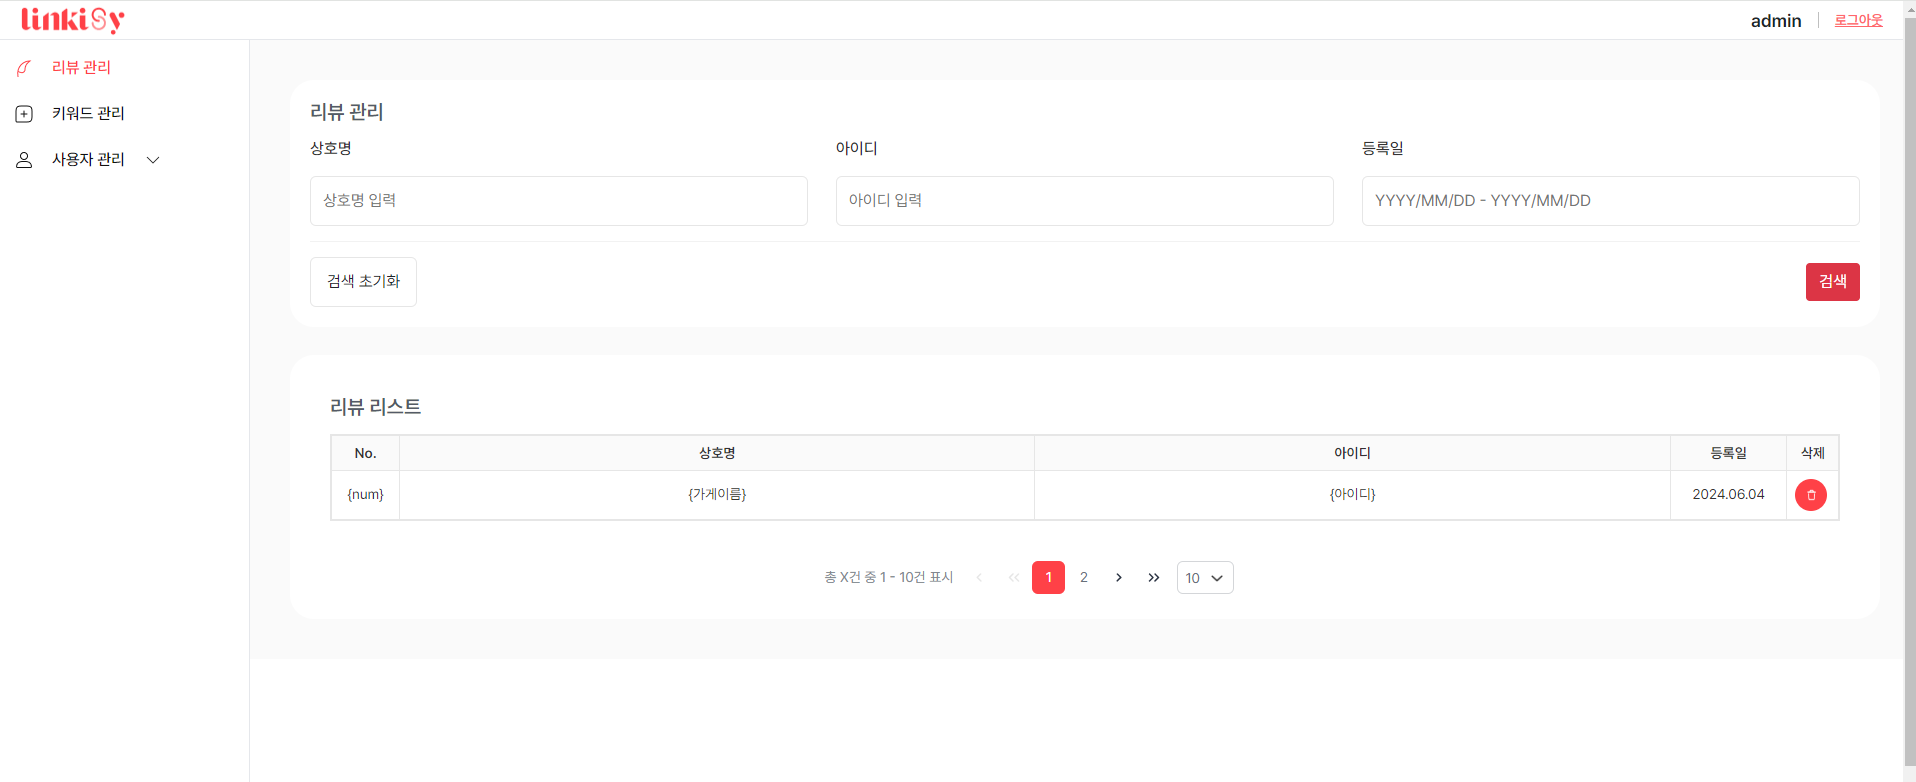 linkisy
admin
로그아웃
리뷰 관리
키워드 관리
사용자 관리
리뷰 관리
상호명 아이디 등록일
상호명 입력 아이디 입력 YYYY/MM/DD - YYYY/MM/DD
검색 초기화 검색
리뷰 리스트
No. 상호명 아이디 등록일 삭제
{num} {가게이름} {아이디} 2024.06.04
총 X건 중 1 - 10건 표시 1 2 10